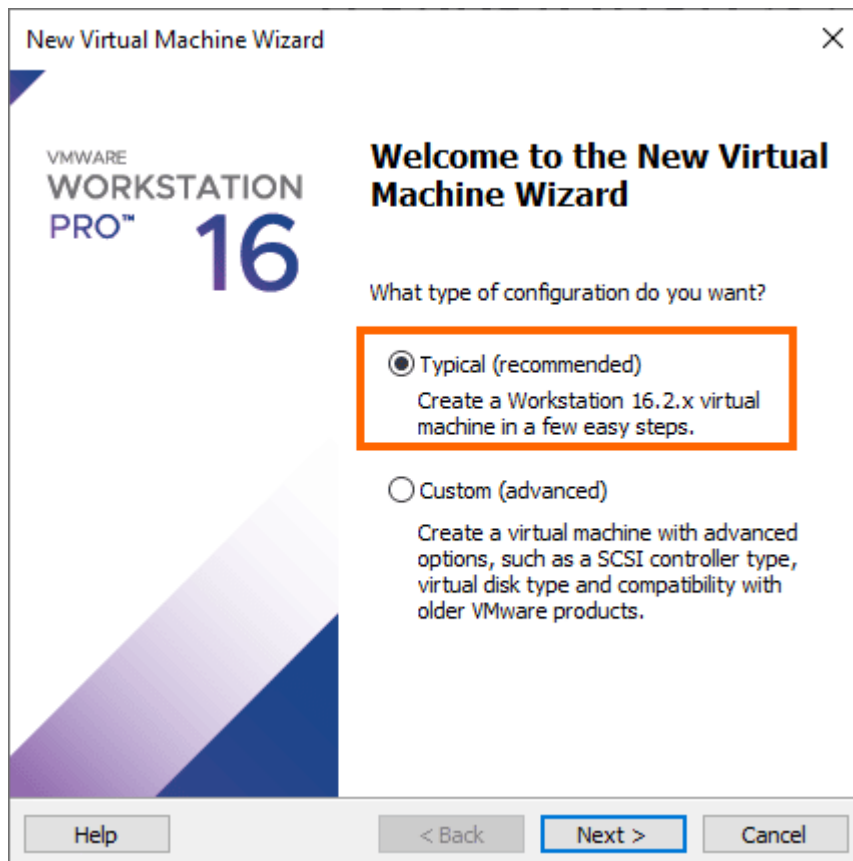 New Virtual Machine Wizard
VMWARE
WORKSTATION
PRO™ 16
Welcome to the New Virtual
Machine Wizard
What type of configuration do you want?
Typical (recommended)
Create a Workstation 16.2.x virtual
machine in a few easy steps.
Custom (advanced)
Create a virtual machine with advanced
options, such as a SCSI controller type,
virtual disk type and compatibility with
older VMware products.
Help < Back Next > Cancel